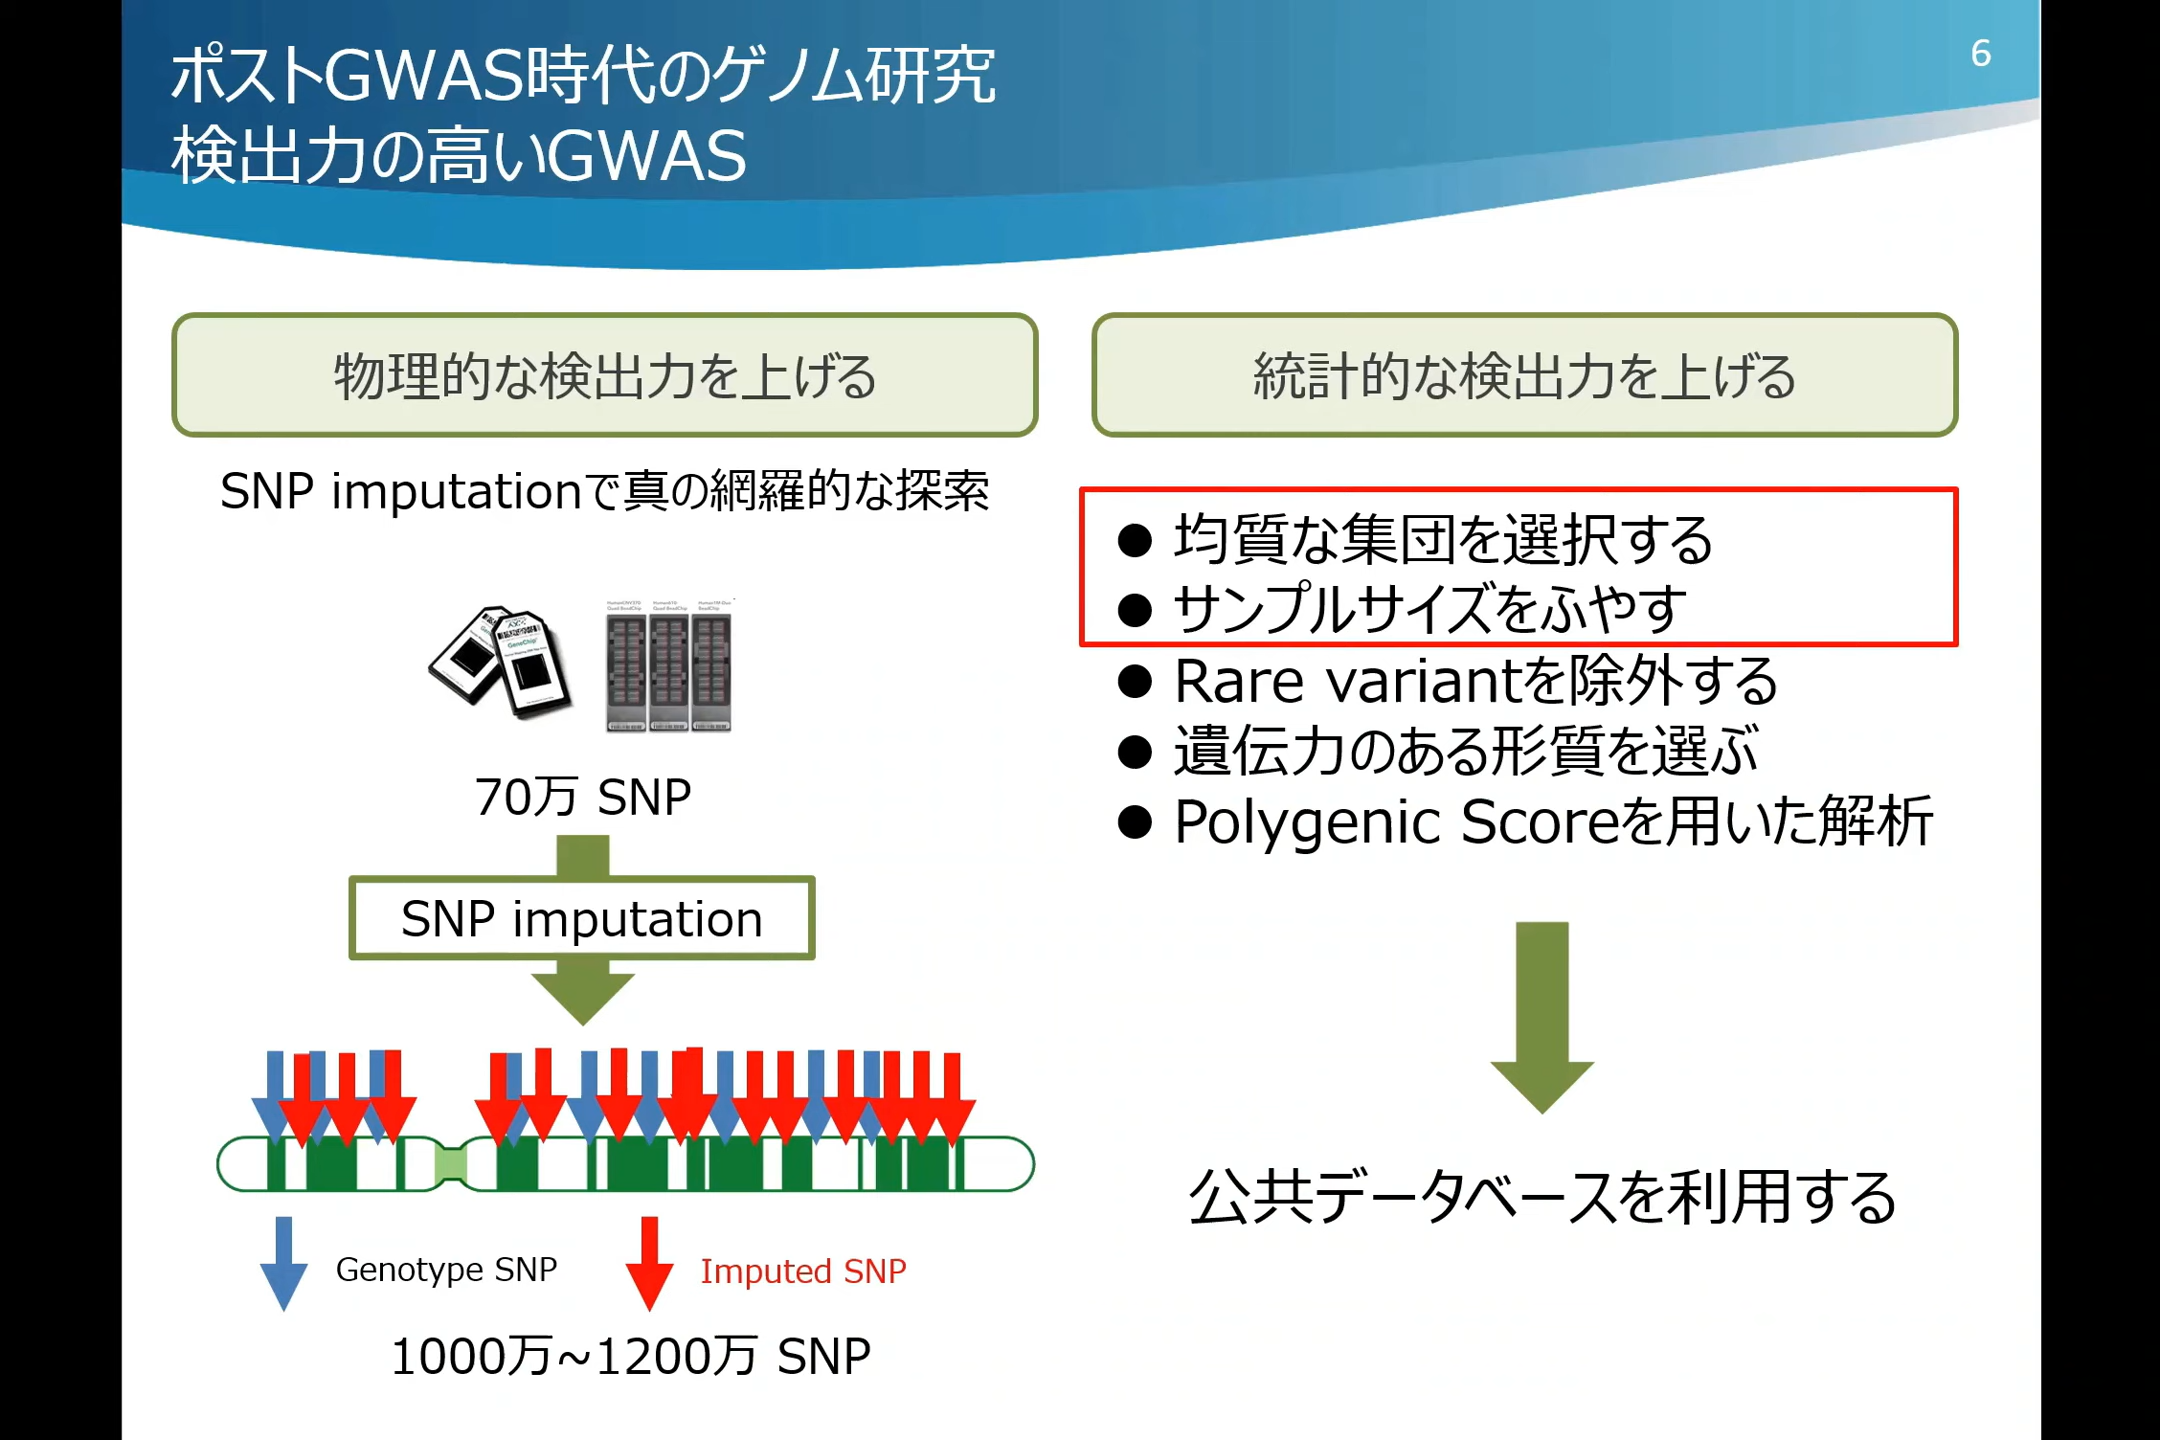 ポストGWAS時代のゲノム研究
検出力の高いGWAS
6
物理的な検出力を上げる
SNP imputationで真の網羅的な探索
GeneChip
70万 SNP
SNP imputation
Genotype SNP
Imputed SNP
1000万~1200万 SNP
統計的な検出力を上げる
● 均質な集団を選択する
● サンプルサイズをふやす
● Rare variantを除外する
● 遺伝力のある形質を選ぶ
● Polygenic Scoreを用いた解析
公共データベースを利用する